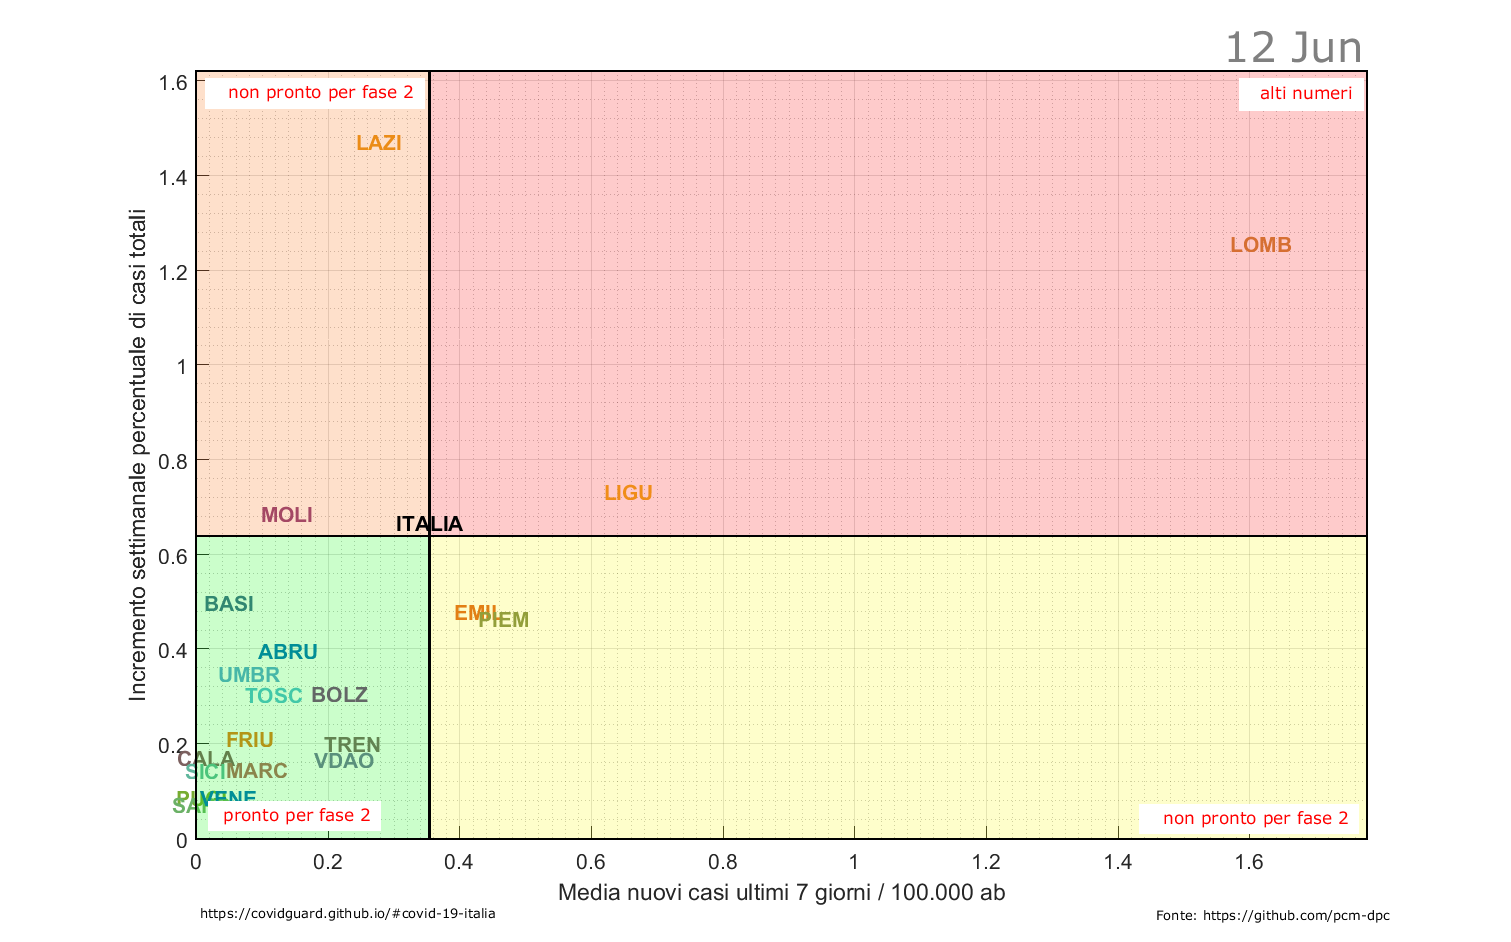 12 Jun
non pronto per fase 2
alti numeri
1.6
1.4
1.2
1
0.8
0.6
0.4
0.2
0
Incremento settimanale percentuale di casi totali
LAZI
LOMB
LIGU
MOLI
ITALIA
BASI
EMIL
PIEM
ABRU
UMBR
TOSC
BOLZ
FRIU
TREN
CALA
VDAO
SICI
MARC
VENE
pronto per fase 2
non pronto per fase 2
0
0.2
0.4
0.6
0.8
1
1.2
1.4
1.6
Media nuovi casi ultimi 7 giorni / 100.000 ab
https://covidguard.github.io/#covid-19-italia
Fonte: https://github.com/pcm-dpc